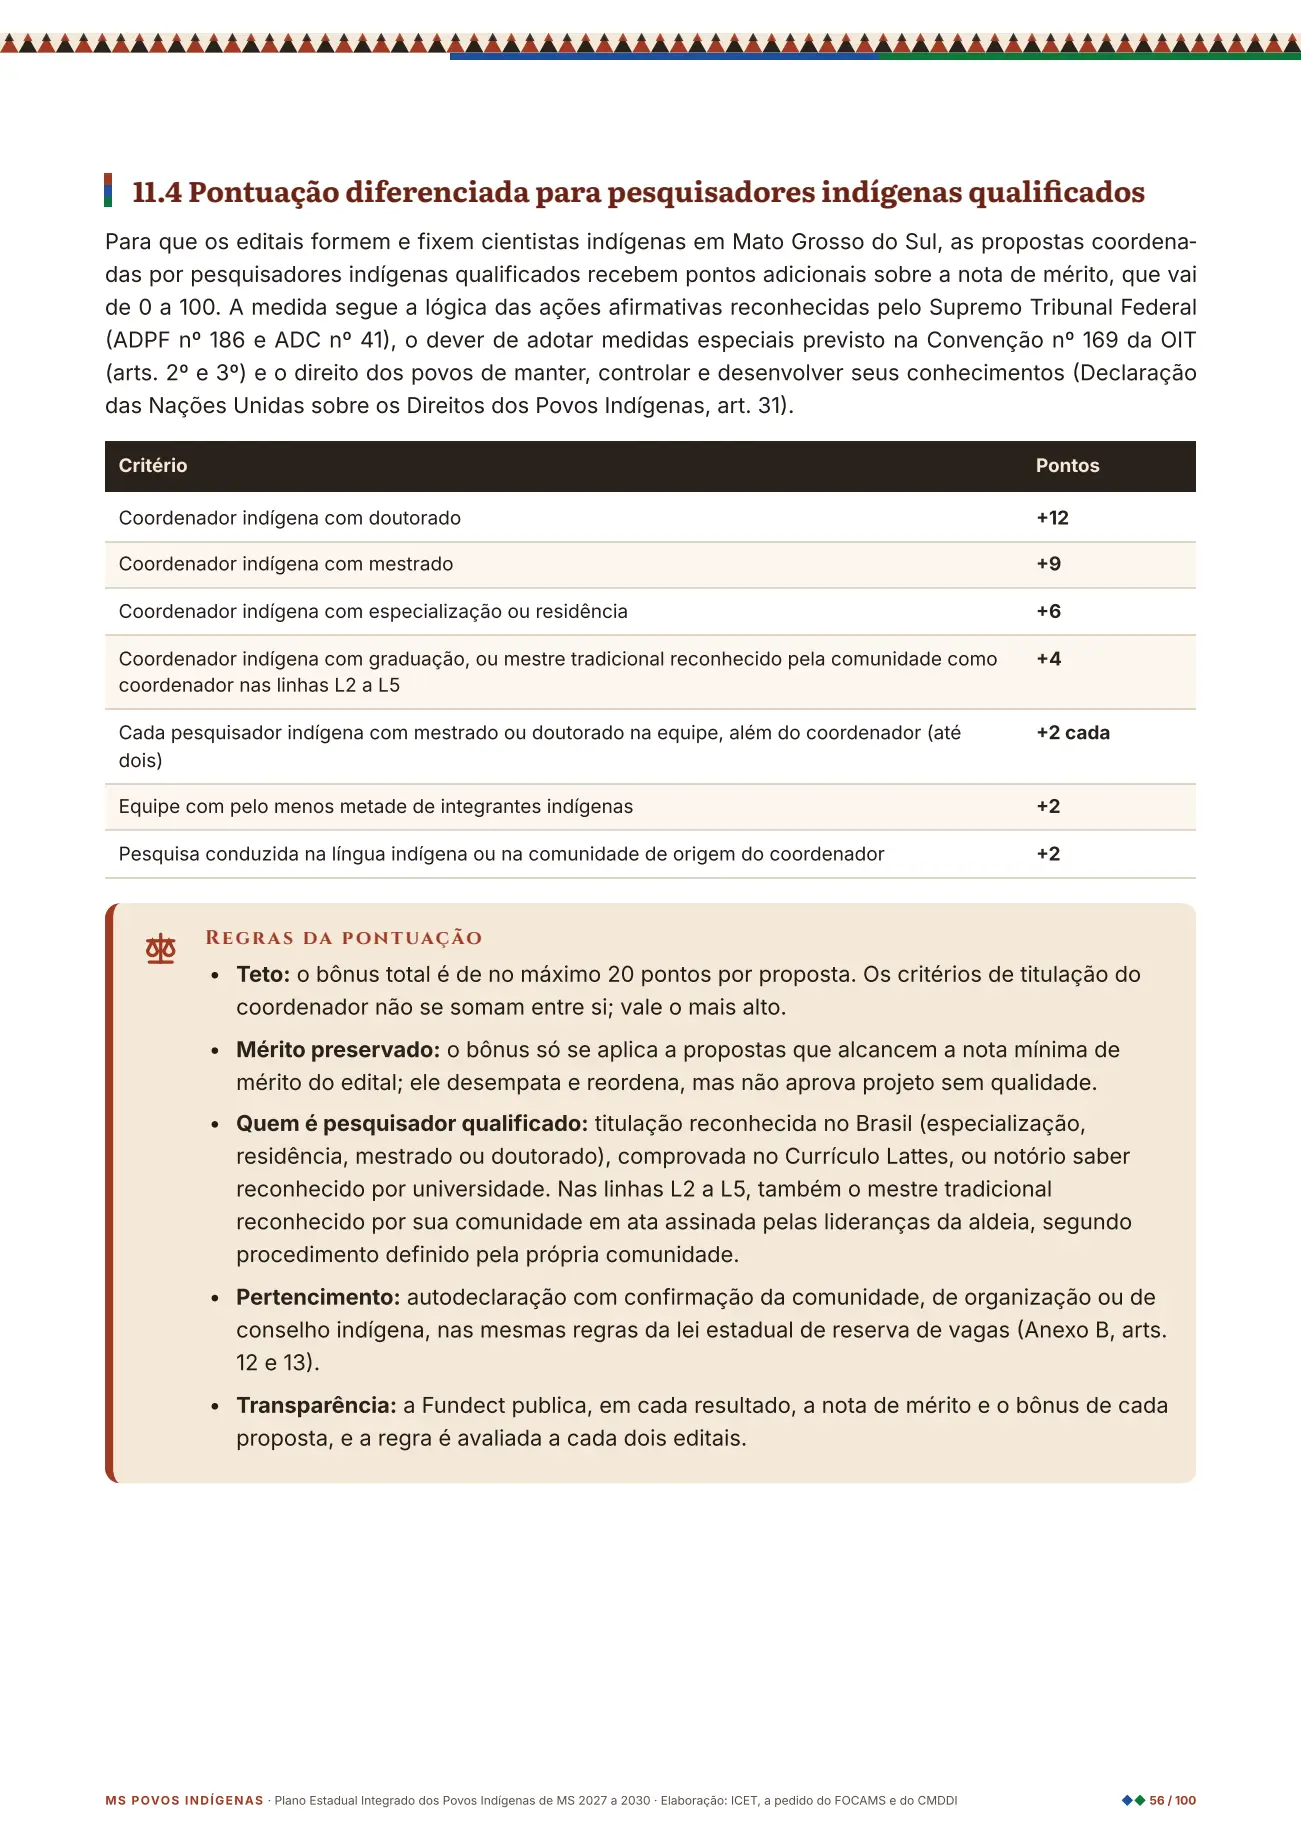 11.4 Pontuação diferenciada para pesquisadores indígenas qualificados
Para que os editais formem e fixem cientistas indígenas em Mato Grosso do Sul, as propostas coordena-
das por pesquisadores indígenas qualificados recebem pontos adicionais sobre a nota de mérito, que vai
de 0 a 100. A medida segue a lógica das ações afirmativas reconhecidas pelo Supremo Tribunal Federal
(ADPF nº 186 e ADC nº 41), o dever de adotar medidas especiais previsto na Convenção nº 169 da OIT
(arts. 2º e 3º) e o direito dos povos de manter, controlar e desenvolver seus conhecimentos (Declaração
das Nações Unidas sobre os Direitos dos Povos Indígenas, art. 31).
Critério Pontos
Coordenador indígena com doutorado +12
Coordenador indígena com mestrado +9
Coordenador indígena com especialização ou residência +6
Coordenador indígena com graduação, ou mestre tradicional reconhecido pela comunidade como +4
coordenador nas linhas L2 a L5
Cada pesquisador indígena com mestrado ou doutorado na equipe, além do coordenador (até +2 cada
dois)
Equipe com pelo menos metade de integrantes indígenas +2
Pesquisa conduzida na língua indígena ou na comunidade de origem do coordenador +2
Regras da pontuação
• Teto: o bônus total é de no máximo 20 pontos por proposta. Os critérios de titulação do
coordenador não se somam entre si; vale o mais alto.
• Mérito preservado: o bônus só se aplica a propostas que alcancem a nota mínima de
mérito do edital; ele desempata e reordena, mas não aprova projeto sem qualidade.
• Quem é pesquisador qualificado: titulação reconhecida no Brasil (especialização,
residência, mestrado ou doutorado), comprovada no Currículo Lattes, ou notório saber
reconhecido por universidade. Nas linhas L2 a L5, também o mestre tradicional
reconhecido por sua comunidade em ata assinada pelas lideranças da aldeia, segundo
procedimento definido pela própria comunidade.
• Pertencimento: autodeclaração com confirmação da comunidade, de organização ou de
conselho indígena, nas mesmas regras da lei estadual de reserva de vagas (Anexo B, arts.
12 e 13).
• Transparência: a Fundect publica, em cada resultado, a nota de mérito e o bônus de cada
proposta, e a regra é avaliada a cada dois editais.
MS POVOS INDÍGENAS · Plano Estadual Integrado dos Povos Indígenas de MS 2027 a 2030 · Elaboração: ICET, a pedido do FOCAMS e do CMDDI 56 / 100